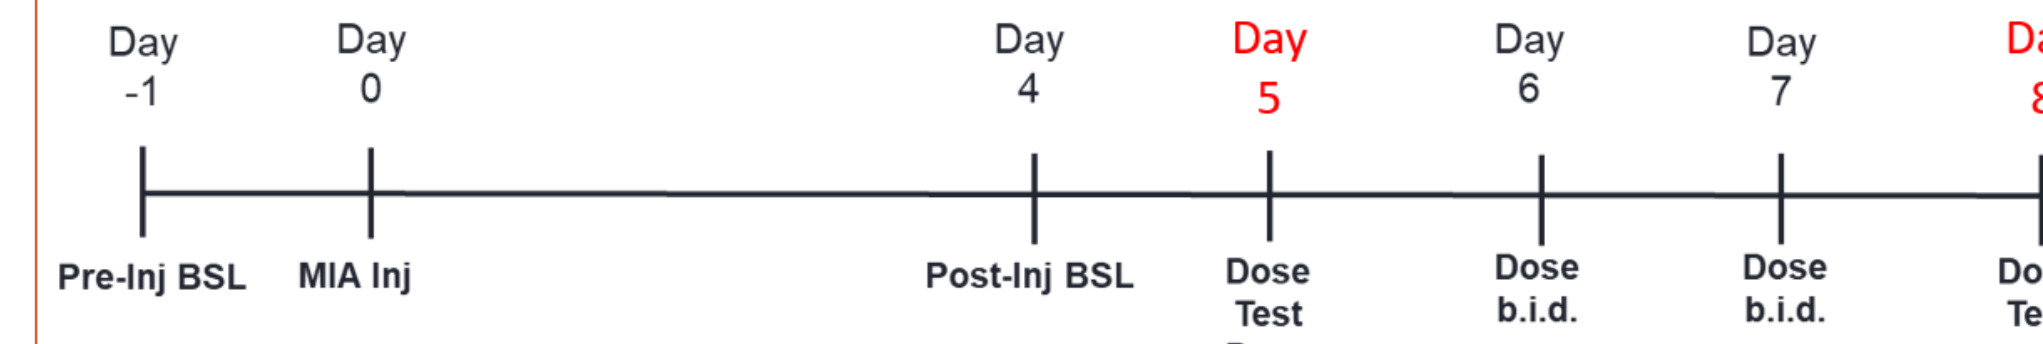 Day
-1
Day
0
Day
4
Day
5
Day
6
Day
7
Pre-Inj BSL
MIA Inj
Post-Inj BSL
Dose
Test
Dose
b.i.d.
Dose
b.i.d.